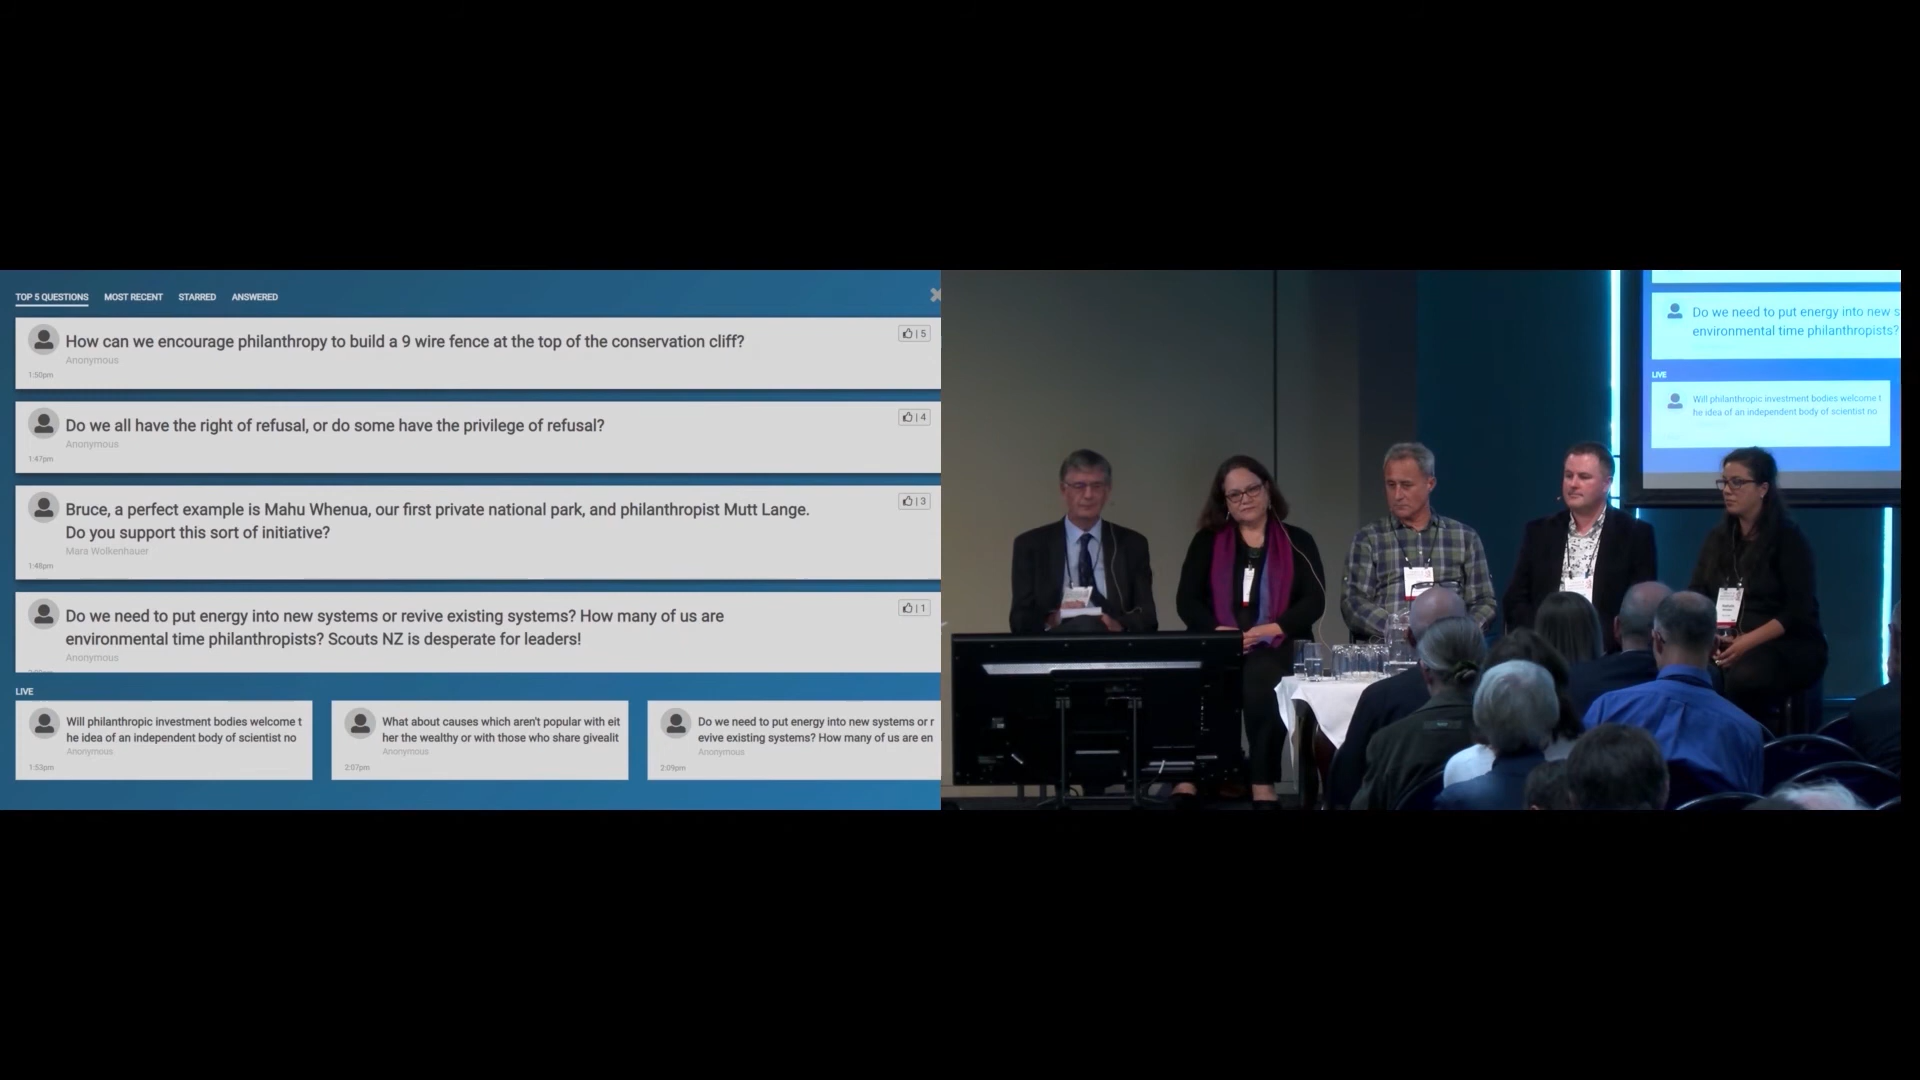 TOP 5 QUESTIONS MOST RECENT STARRED ANSWERED
How can we encourage philanthropy to build a 9 wire fence at the top of the conservation cliff?
Anonymous
1:50pm
| 5
Do we all have the right of refusal, or do some have the privilege of refusal?
Anonymous
1:47pm
| 4
Bruce, a perfect example is Mahu Whenua, our first private national park, and philanthropist Mutt Lange.
Do you support this sort of initiative?
Mara Wolkenhauer
1:48pm
| 3
Do we need to put energy into new systems or revive existing systems? How many of us are
environmental time philanthropists? Scouts NZ is desperate for leaders!
Anonymous
| 1
LIVE
Will philanthropic investment bodies welcome t
he idea of an independent body of scientist no
Anonymous
1:53pm
What about causes which aren't popular with eit
her the wealthy or with those who share givealit
Anonymous
2:07pm
Do we need to put energy into new systems or r
evive existing systems? How many of us are en
Anonymous
2:09pm
Do we need to put energy into new s
environmental time philanthropists?
LIVE
Will philanthropic investment bodies welcome t
he idea of an independent body of scientist no